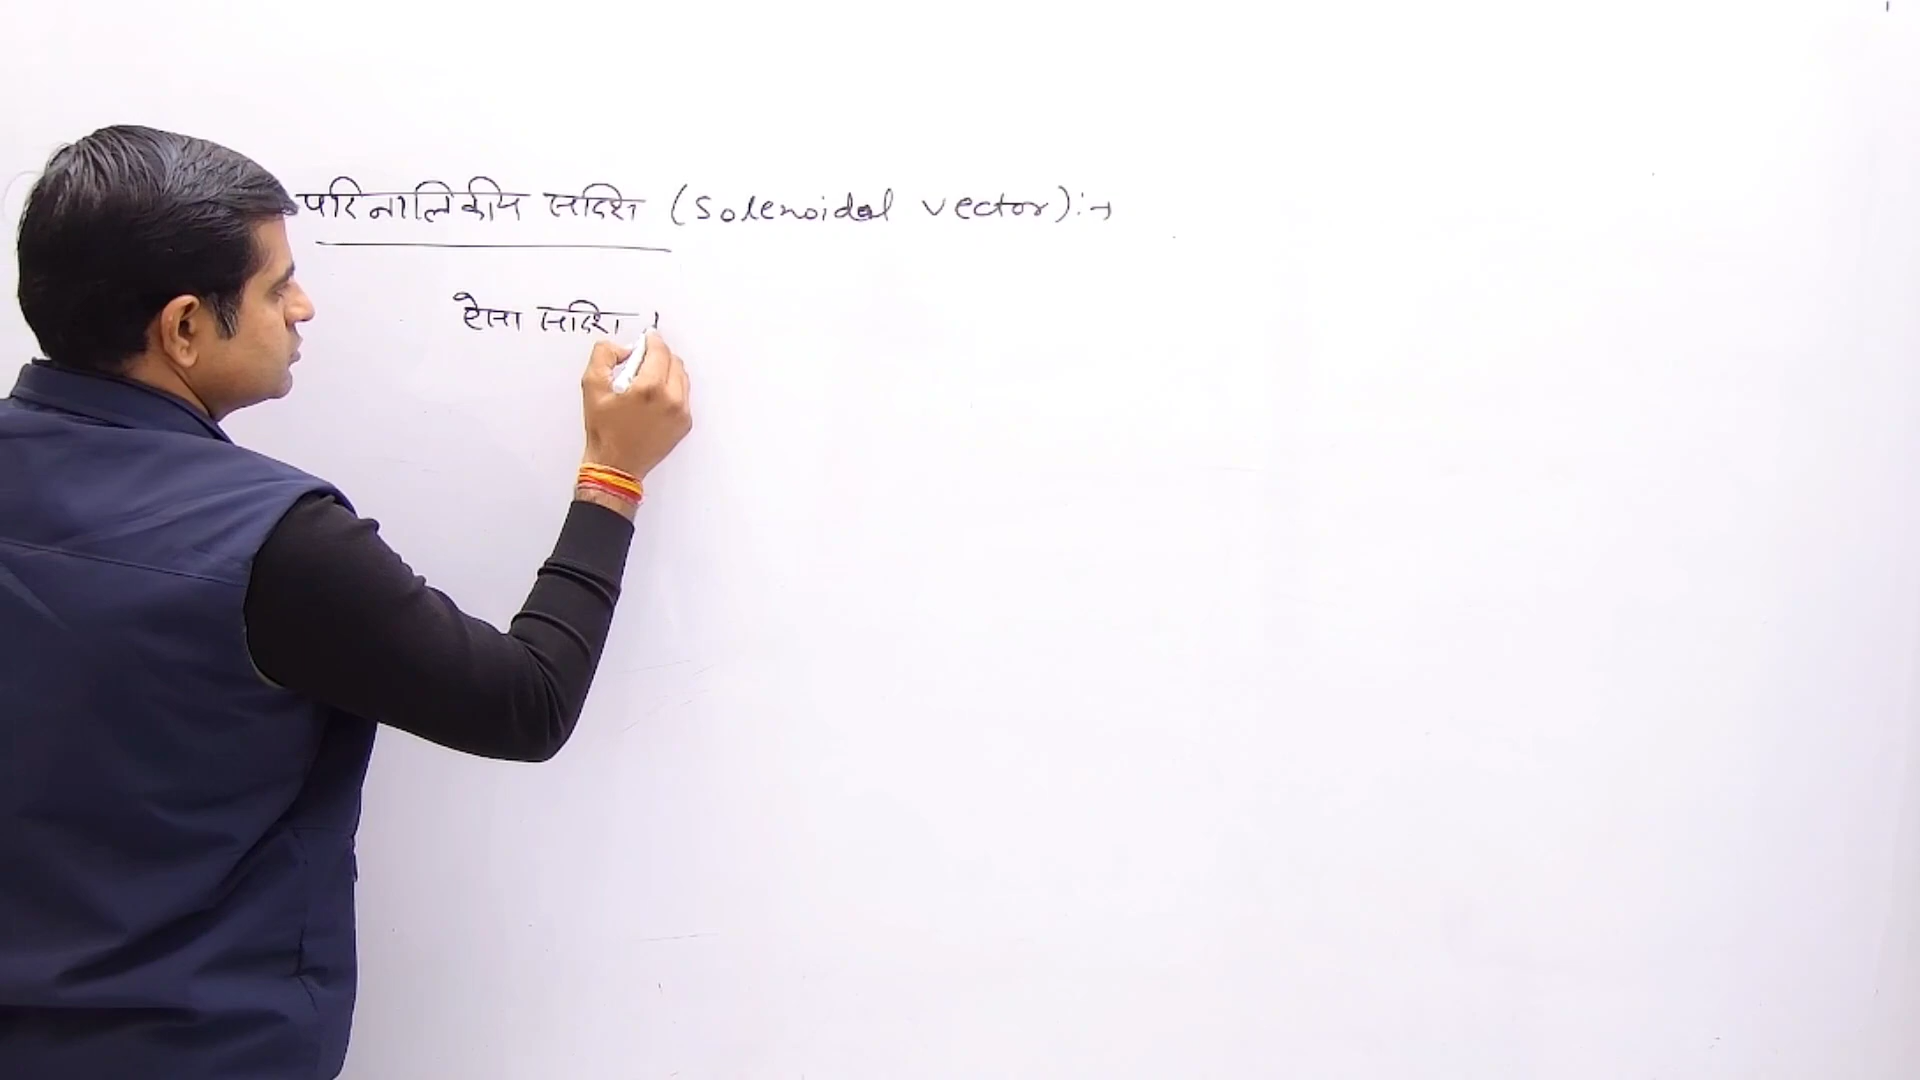 परिनालिकीय सदिश (Solenoidal vector):→
ऐसा सदिश